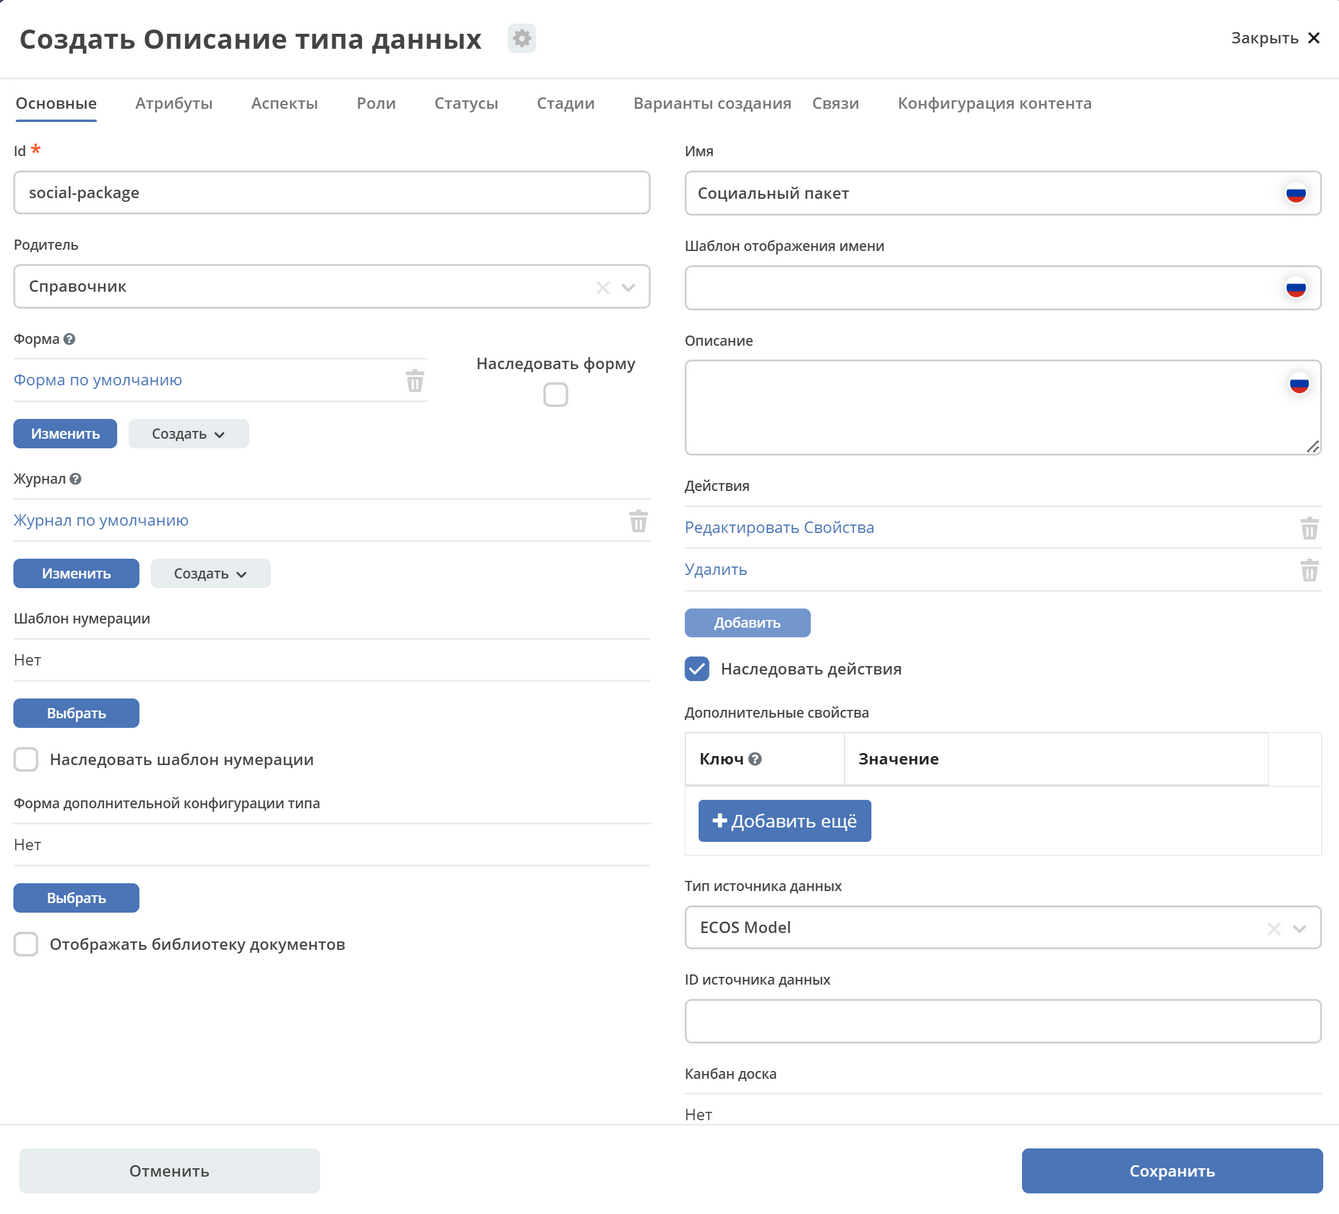 Создать Описание типа данных
Закрыть
Основные Атрибуты Аспекты Роли Статусы Стадии Варианты создания Связи Конфигурация контента
Id *
social-package
Родитель
Справочник
Форма
Форма по умолчанию
Наследовать форму
Изменить Создать
Журнал
Журнал по умолчанию
Изменить Создать
Шаблон нумерации
Нет
Выбрать
Наследовать шаблон нумерации
Форма дополнительной конфигурации типа
Нет
Выбрать
Отображать библиотеку документов
Имя
Социальный пакет
Шаблон отображения имени
Описание
Действия
Редактировать Свойства
Удалить
Добавить
Наследовать действия
Дополнительные свойства
Ключ Значение
+ Добавить ещё
Тип источника данных
ECOS Model
ID источника данных
Канбан доска
Нет
Отменить Сохранить